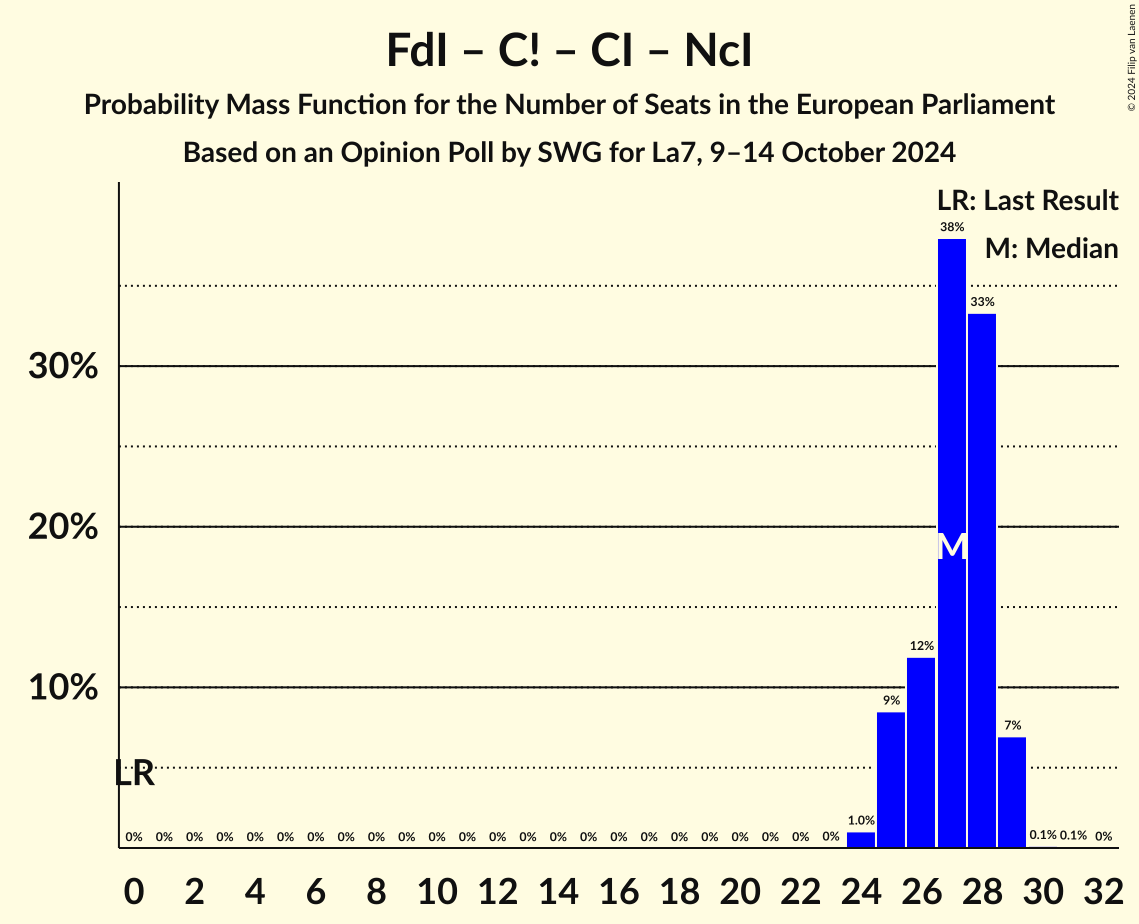 FdI – C! – CI – NcI
Probability Mass Function for the Number of Seats in the European Parliament
Based on an Opinion Poll by SWG for La7, 9–14 October 2024
© 2024 Filip van Laenen
LR: Last Result
M: Median
38%
33%
30%
20%
M
12%
10%
9%
7%
LR
0% 0% 0% 0% 0% 0% 0% 0% 0% 0% 0% 0% 0% 0% 0% 0% 0% 0% 0% 0% 0% 0% 0% 0% 1.0% 0.1% 0.1% 0%
0 2 4 6 8 10 12 14 16 18 20 22 24 26 28 30 32